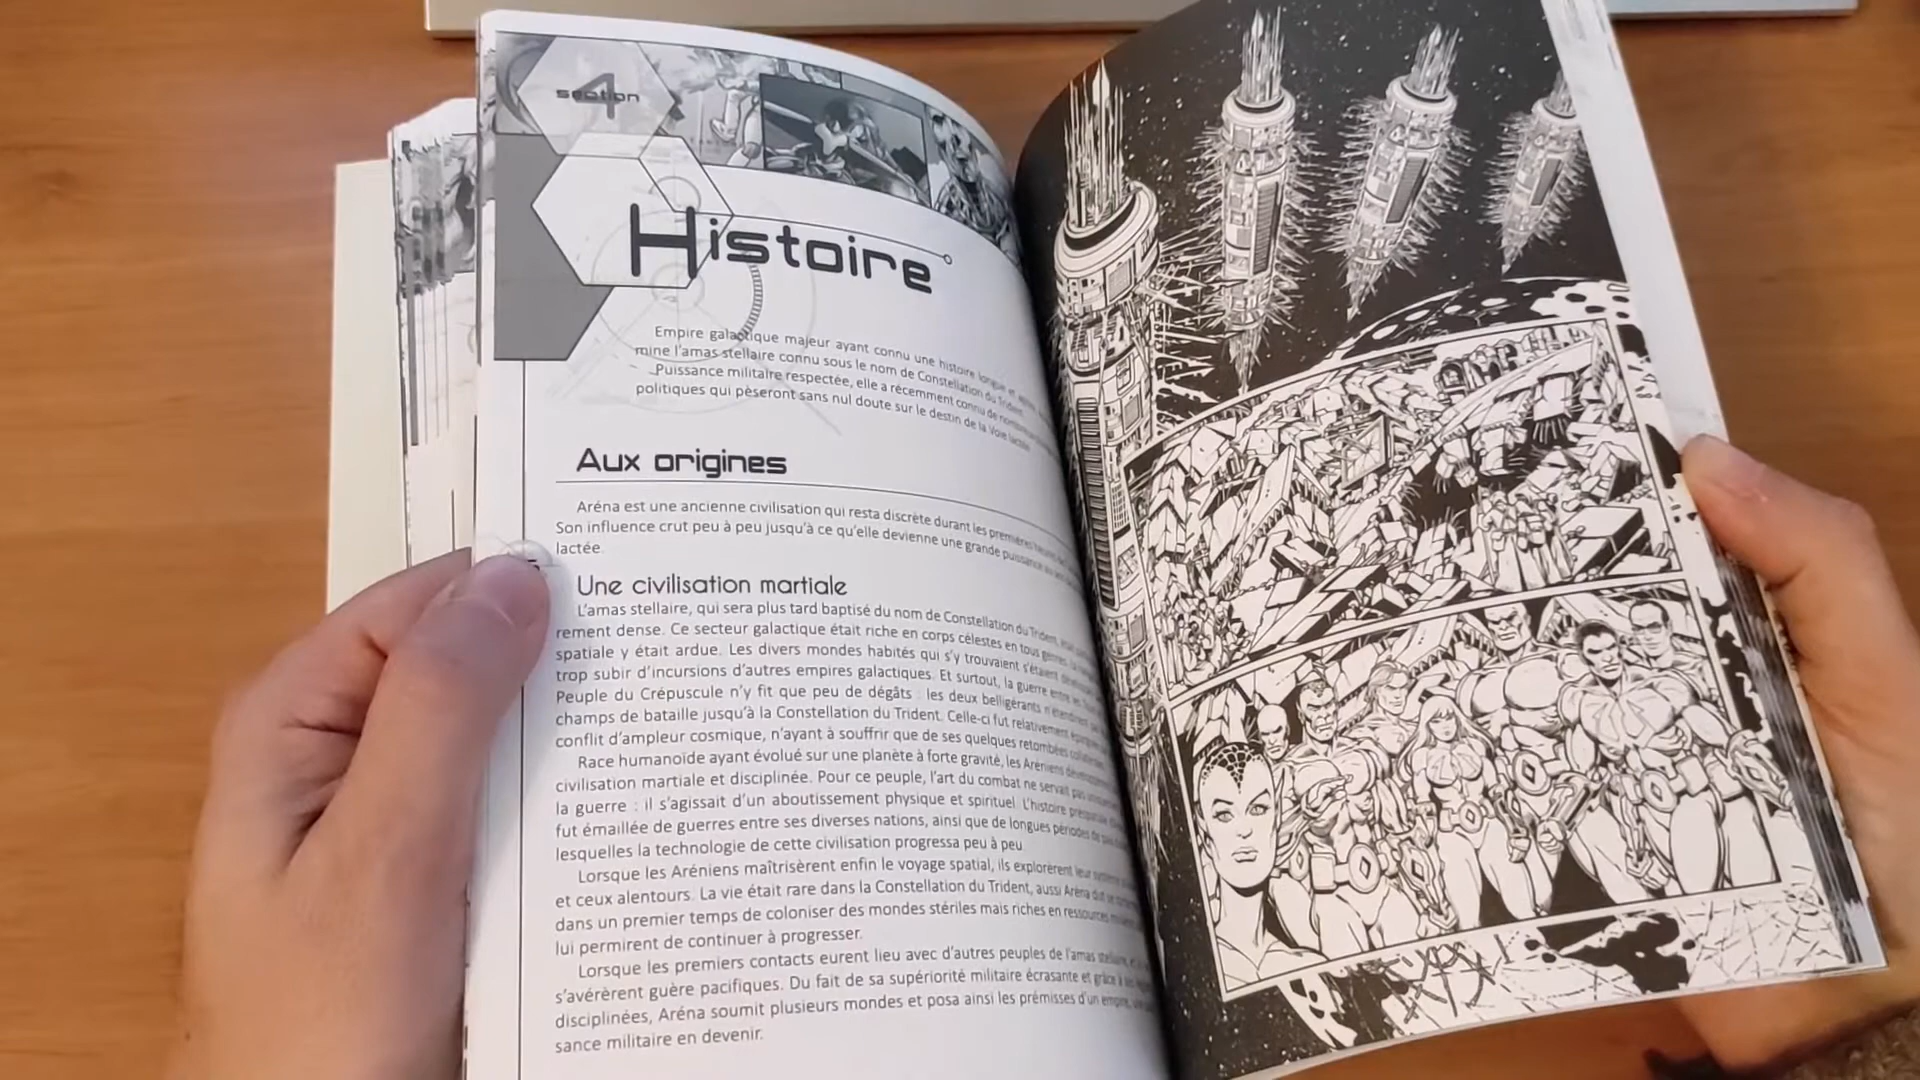 section
1
Histoire
Empire galactique majeur ayant connu une histoire longue et
mine l'amas stellaire connu sous le nom de Constellation du Trident.
Puissance militaire respectée, elle a récemment connu de
politiques qui pèseront sans nul doute sur le destin de la Voie lactée.
Aux origines
Aréna est une ancienne civilisation qui resta discrète durant les premières
Son influence crut peu à peu jusqu'à ce qu'elle devienne une grande puissance
lactée.
Une civilisation martiale
L'amas stellaire, qui sera plus tard baptisé du nom de Constellation du Trident,
rement dense. Ce secteur galactique était riche en corps célestes en tous genres.
spatiale y était ardue. Les divers mondes habités qui s'y trouvaient s'étaient
trop subir d'incursions d'autres empires galactiques. Et surtout, la guerre entre les
Peuple du Crépuscule n'y fit que peu de dégâts : les deux belligérants n'étendirent
champs de bataille jusqu'à la Constellation du Trident. Celle-ci fut relativement
conflit d'ampleur cosmique, n'ayant à souffrir que de ses quelques retombées
Race humanoïde ayant évolué sur une planète à forte gravité, les Aréniens
civilisation martiale et disciplinée. Pour ce peuple, l'art du combat ne servait pas
la guerre : il s'agissait d'un aboutissement physique et spirituel. L'histoire
fut émaillée de guerres entre ses diverses nations, ainsi que de longues périodes de
lesquelles la technologie de cette civilisation progressa peu à peu.
Lorsque les Aréniens maîtrisèrent enfin le voyage spatial, ils explorèrent leur
et ceux alentours. La vie était rare dans la Constellation du Trident, aussi Aréna dut se
dans un premier temps de coloniser des mondes stériles mais riches en ressources
lui permirent de continuer à progresser.
Lorsque les premiers contacts eurent lieu avec d'autres peuples de l'amas
s'avérèrent guère pacifiques. Du fait de sa supériorité militaire écrasante et grâce à
disciplinées, Aréna soumit plusieurs mondes et posa ainsi les prémisses d'un empire,
sance militaire en devenir.